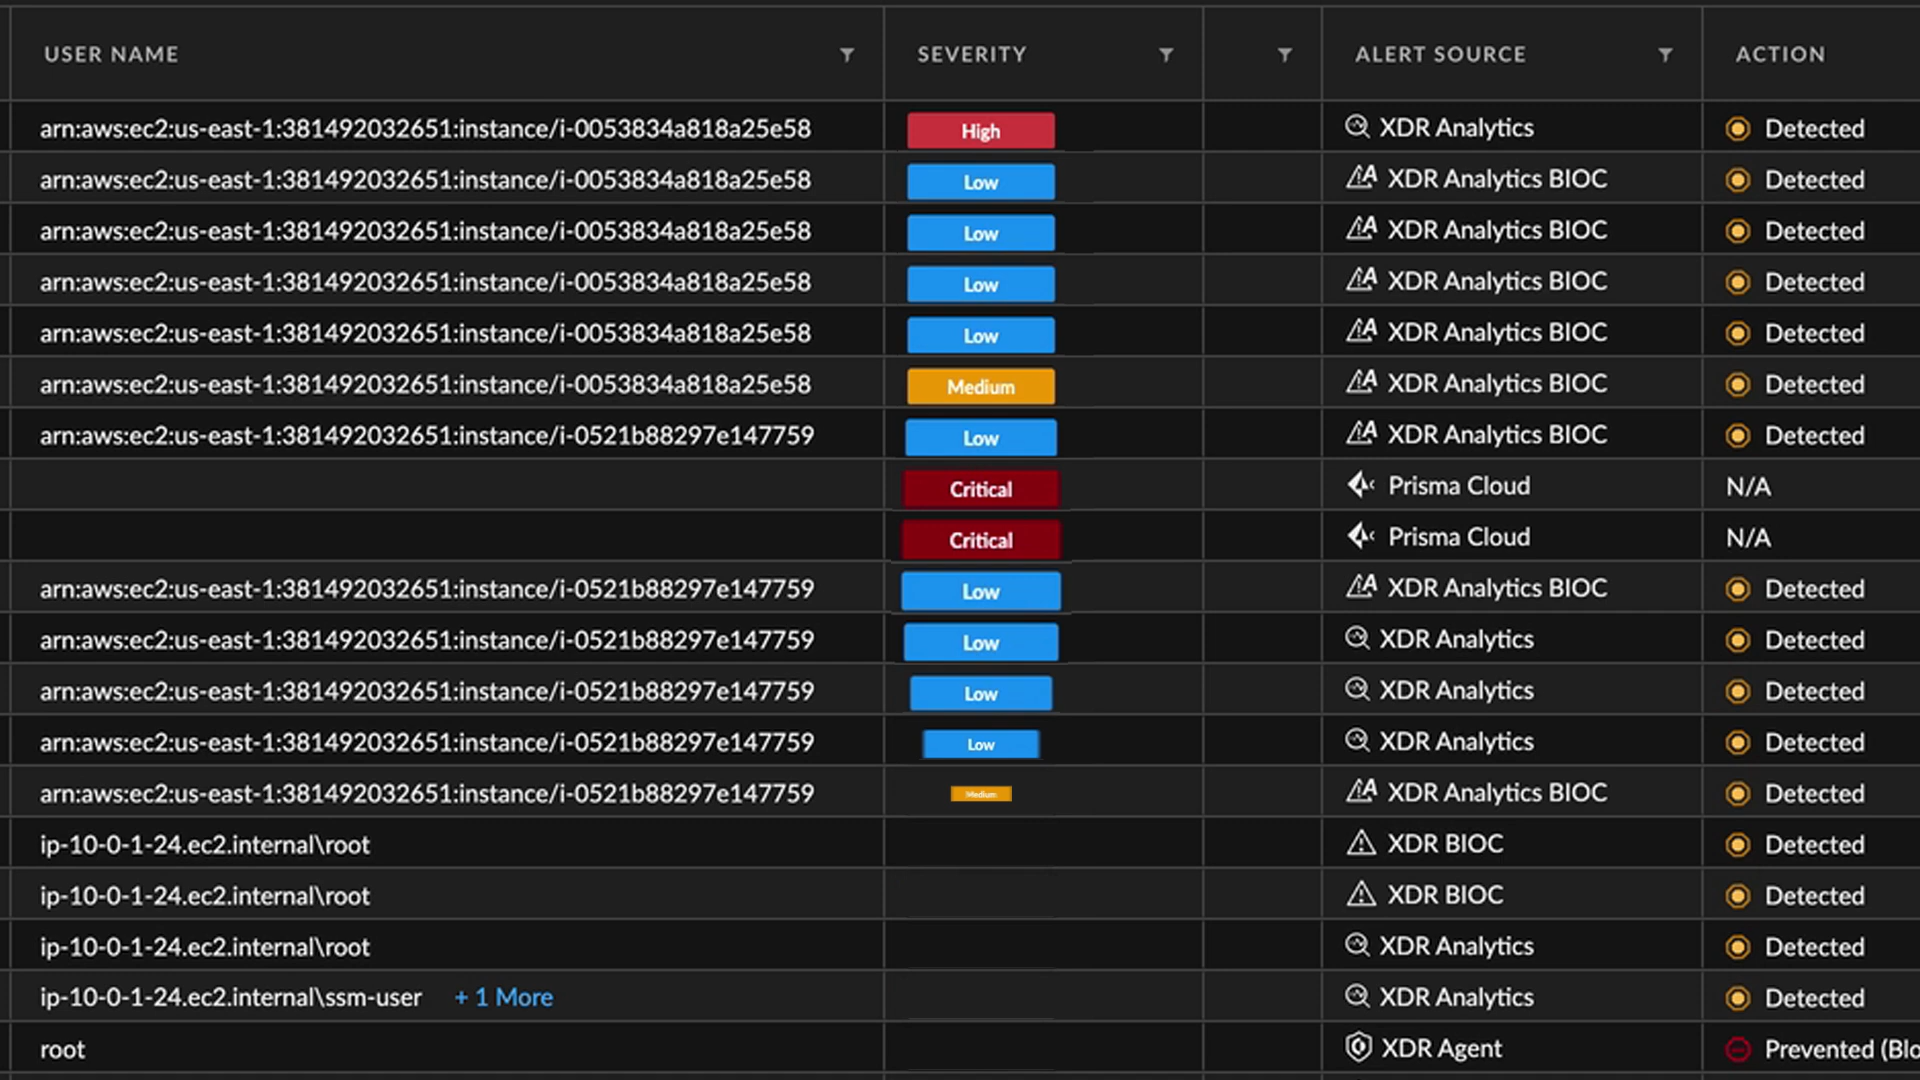 USER NAME SEVERITY ALERT SOURCE ACTION
arn:aws:ec2:us-east-1:381492032651:instance/i-0053834a818a25e58 High XDR Analytics Detected
arn:aws:ec2:us-east-1:381492032651:instance/i-0053834a818a25e58 Low XDR Analytics BIOC Detected
arn:aws:ec2:us-east-1:381492032651:instance/i-0053834a818a25e58 Low XDR Analytics BIOC Detected
arn:aws:ec2:us-east-1:381492032651:instance/i-0053834a818a25e58 Low XDR Analytics BIOC Detected
arn:aws:ec2:us-east-1:381492032651:instance/i-0053834a818a25e58 Low XDR Analytics BIOC Detected
arn:aws:ec2:us-east-1:381492032651:instance/i-0053834a818a25e58 Medium XDR Analytics BIOC Detected
arn:aws:ec2:us-east-1:381492032651:instance/i-0521b88297e147759 Low XDR Analytics BIOC Detected
Critical Prisma Cloud N/A
Critical Prisma Cloud N/A
arn:aws:ec2:us-east-1:381492032651:instance/i-0521b88297e147759 Low XDR Analytics BIOC Detected
arn:aws:ec2:us-east-1:381492032651:instance/i-0521b88297e147759 Low XDR Analytics Detected
arn:aws:ec2:us-east-1:381492032651:instance/i-0521b88297e147759 Low XDR Analytics Detected
arn:aws:ec2:us-east-1:381492032651:instance/i-0521b88297e147759 Low XDR Analytics Detected
arn:aws:ec2:us-east-1:381492032651:instance/i-0521b88297e147759 Medium XDR Analytics BIOC Detected
ip-10-0-1-24.ec2.internal\root XDR BIOC Detected
ip-10-0-1-24.ec2.internal\root XDR BIOC Detected
ip-10-0-1-24.ec2.internal\root XDR Analytics Detected
ip-10-0-1-24.ec2.internal\ssm-user + 1 More XDR Analytics Detected
root XDR Agent Prevented (Blo